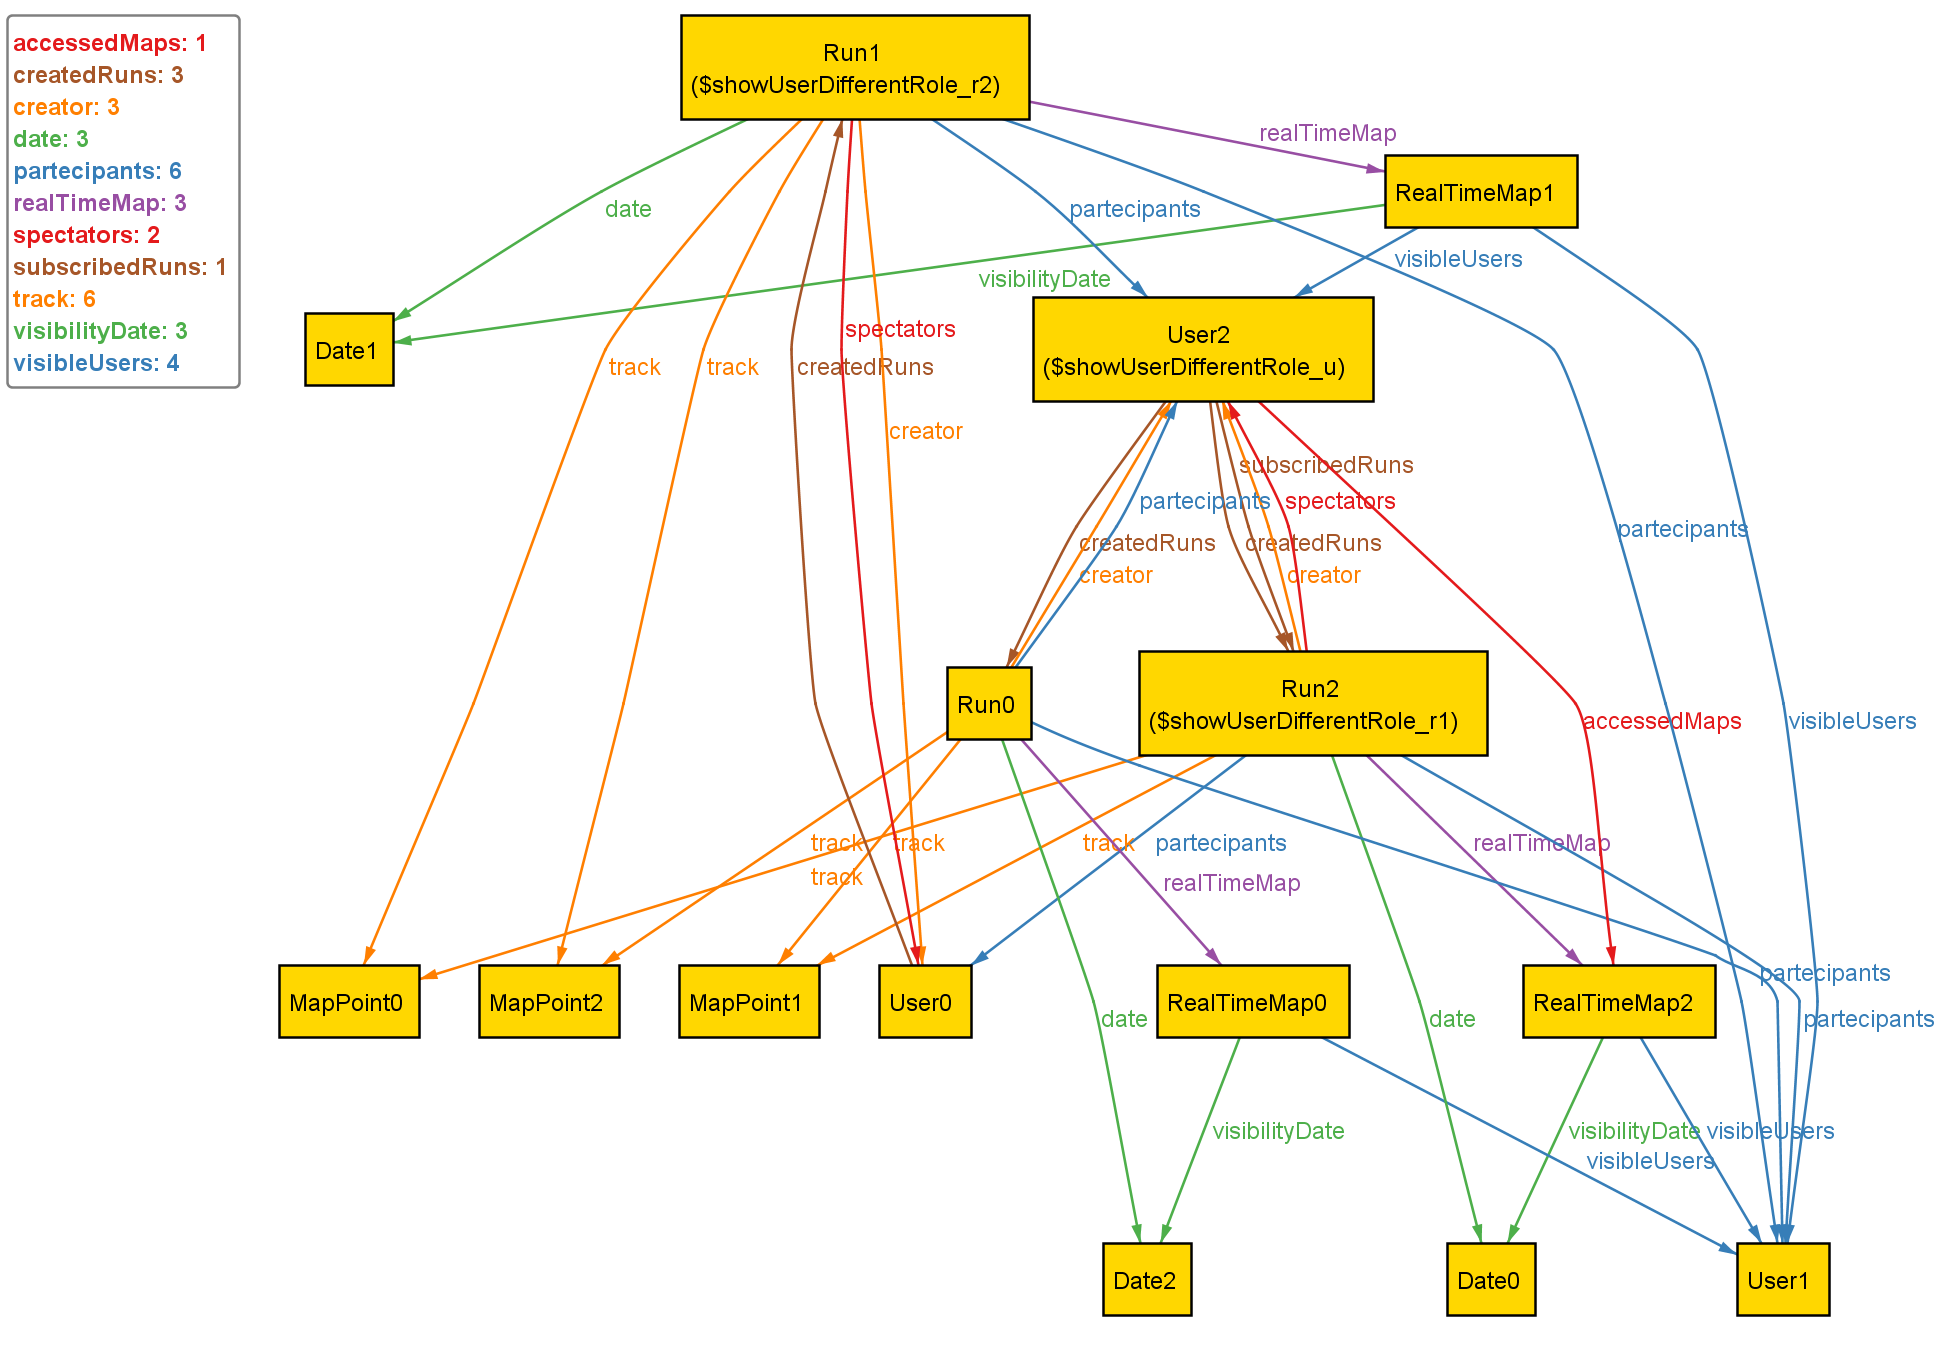 accessedMaps: 1
createdRuns: 3
creator: 3
date: 3
partecipants: 6
realTimeMap: 3
spectators: 2
subscribedRuns: 1
track: 6
visibilityDate: 3
visibleUsers: 4
Run1
($showUserDifferentRole_r2)
realTimeMap
RealTimeMap1
date
partecipants
visibleUsers
visibilityDate
User2
($showUserDifferentRole_u)
Date1
spectators
track
track
createdRuns
creator
subscribedRuns
partecipants
spectators
partecipants
createdRuns
createdRuns
creator
creator
Run0
Run2
($showUserDifferentRole_r1)
accessedMaps
visibleUsers
track
track
track
partecipants
realTimeMap
track
realTimeMap
partecipants
MapPoint0
MapPoint2
MapPoint1
User0
RealTimeMap0
RealTimeMap2
date
date
partecipants
visibilityDate
visibilityDate
visibleUsers
visibleUsers
Date2
Date0
User1